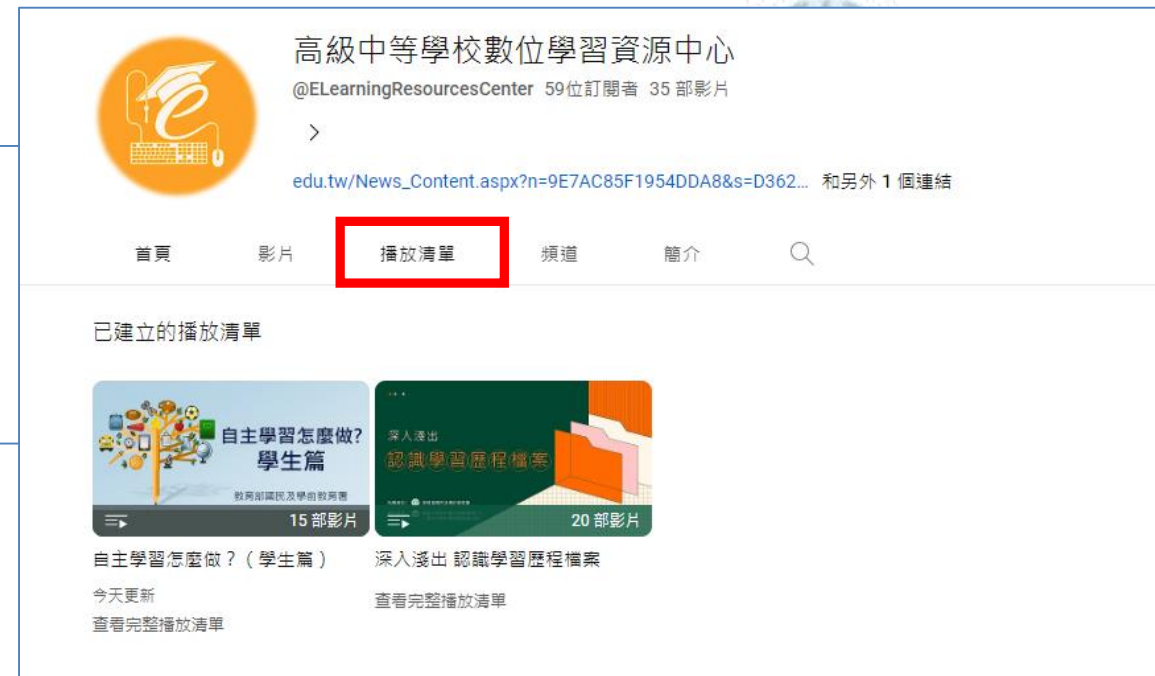 高級中等學校數位學習資源中心
@ELearningResourcesCenter 59位訂閱者 35 部影片
>
edu.tw/News_Content.aspx?n=9E7AC85F1954DDA8&s=D362... 和另外 1 個連結
首頁 影片 播放清單 頻道 簡介
已建立的播放清單
自主學習怎麼做?
學生篇
教育部國民及學前教育署
15 部影片
深入淺出
認識學習歷程檔案
20 部影片
自主學習怎麼做？（學生篇）
今天更新
查看完整播放清單
深入淺出 認識學習歷程檔案
查看完整播放清單